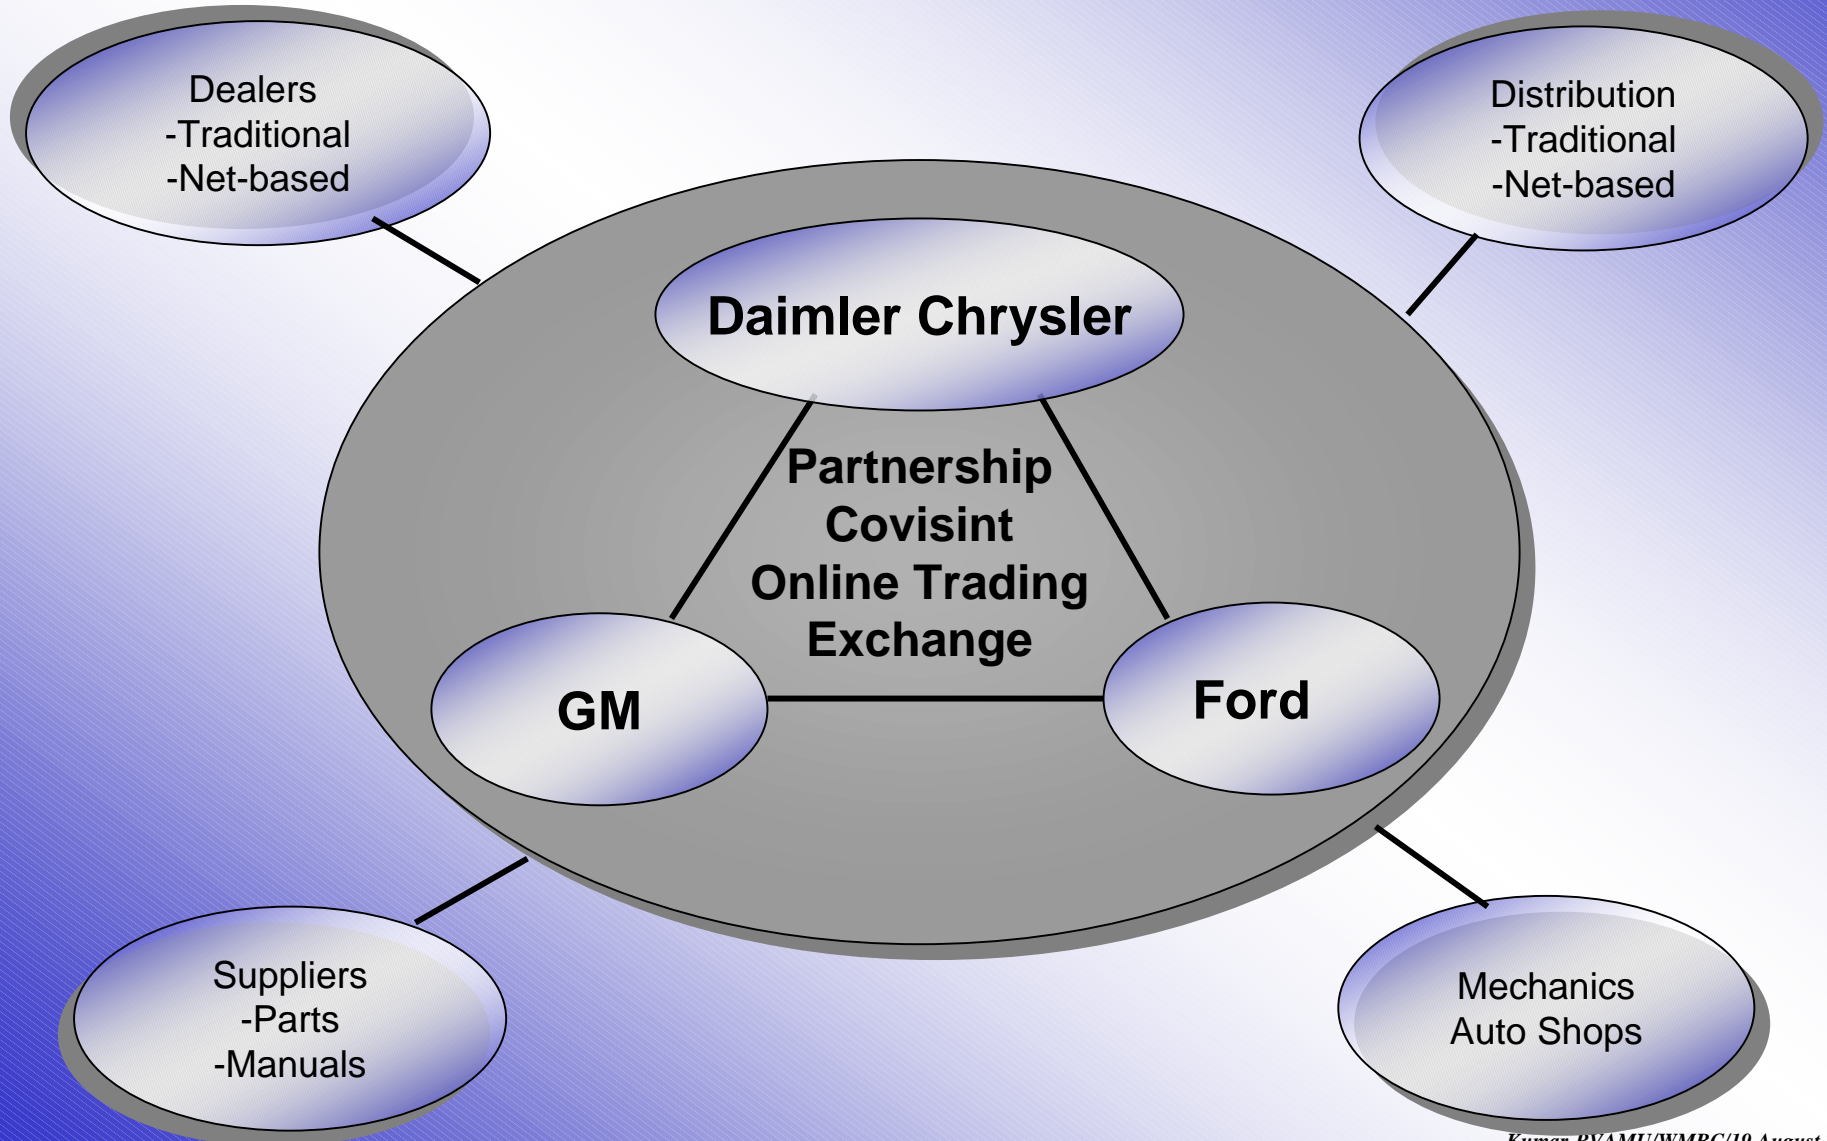 Dealers
-Traditional
-Net-based
Distribution
-Traditional
-Net-based
Daimler Chrysler
Partnership
Covisint
Online Trading
Exchange
GM
Ford
Suppliers
-Parts
-Manuals
Mechanics
Auto Shops